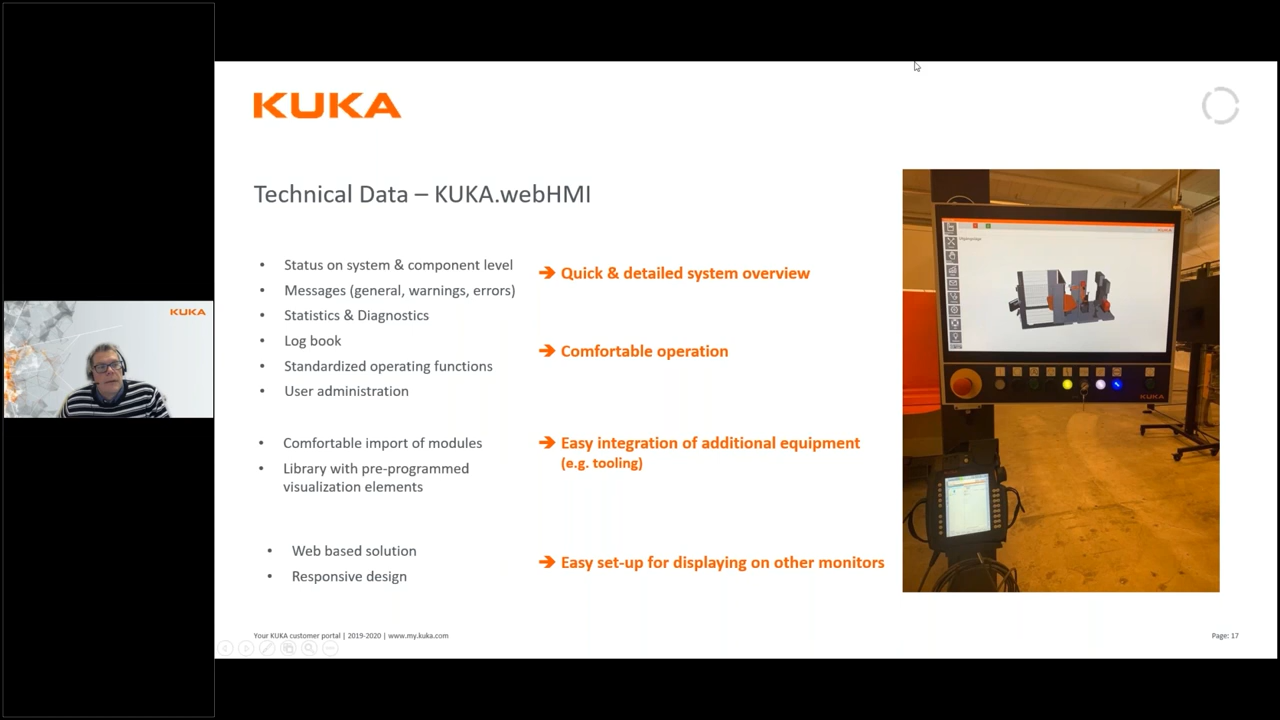 KUKA
Technical Data – KUKA.webHMI
• Status on system & component level
• Messages (general, warnings, errors)
• Statistics & Diagnostics
• Log book
• Standardized operating functions
• User administration
➔ Quick & detailed system overview
➔ Comfortable operation
• Comfortable import of modules
• Library with pre-programmed
visualization elements
➔ Easy integration of additional equipment
(e.g. tooling)
• Web based solution
• Responsive design
➔ Easy set-up for displaying on other monitors
KUKA
KUKA
Your KUKA customer portal | 2019-2020 | www.my.kuka.com
Page: 17